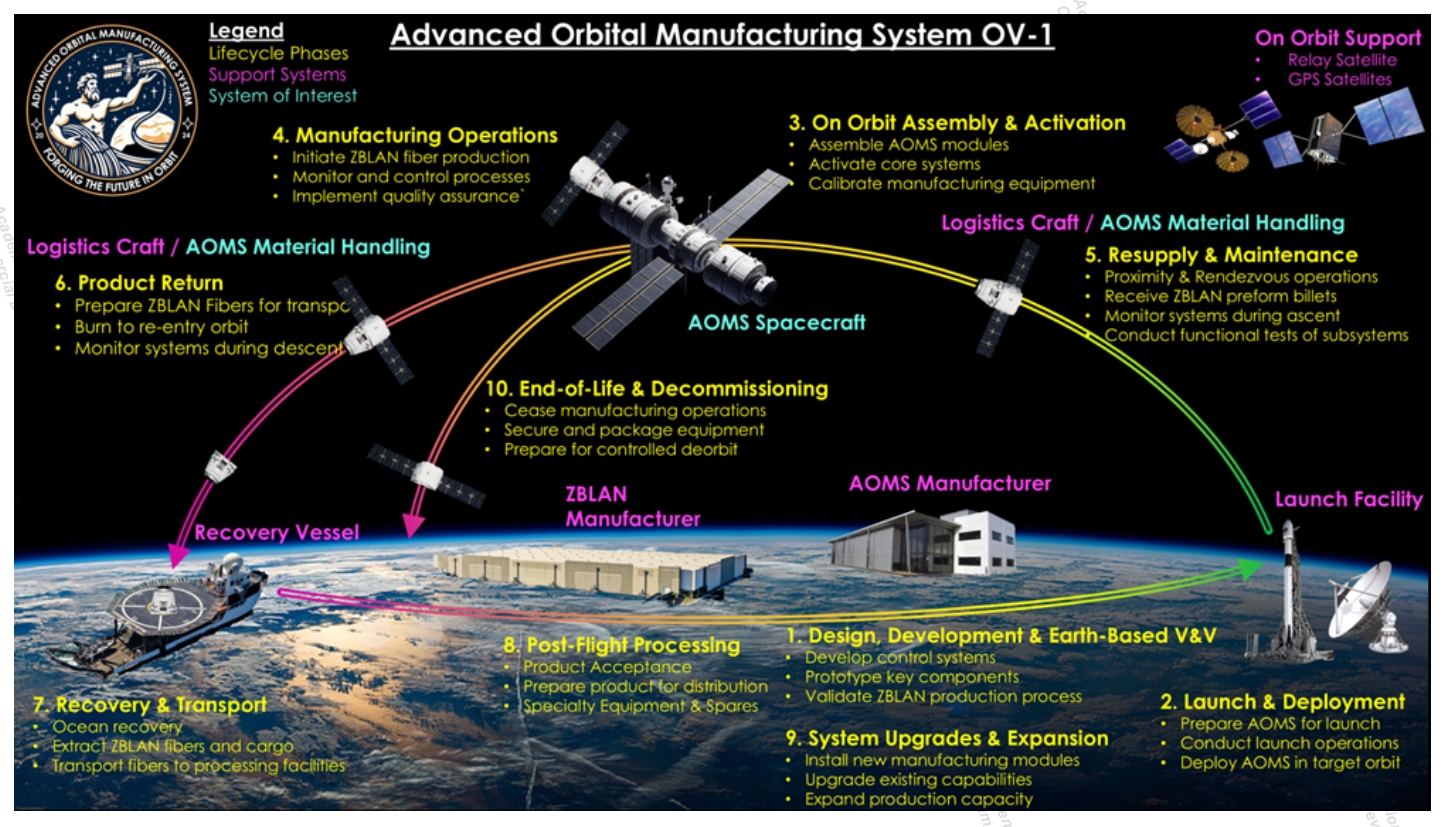 Advanced Orbital Manufacturing System OV-1
ADVANCED ORBITAL MANUFACTURING SYSTEM
20 24
FORGING THE FUTURE IN ORBIT
Legend
Lifecycle Phases
Support Systems
System of Interest
On Orbit Support
• Relay Satellite
• GPS Satellites
4. Manufacturing Operations
• Initiate ZBLAN fiber production
• Monitor and control processes
• Implement quality assurance`
3. On Orbit Assembly & Activation
• Assemble AOMS modules
• Activate core systems
• Calibrate manufacturing equipment
Logistics Craft / AOMS Material Handling
6. Product Return
• Prepare ZBLAN Fibers for transpo
• Burn to re-entry orbit
• Monitor systems during descent
Logistics Craft / AOMS Material Handling
5. Resupply & Maintenance
• Proximity & Rendezvous operations
• Receive ZBLAN preform billets
• Monitor systems during ascent
• Conduct functional tests of subsystems
AOMS Spacecraft
10. End-of-Life & Decommissioning
• Cease manufacturing operations
• Secure and package equipment
• Prepare for controlled deorbit
ZBLAN
Manufacturer
AOMS Manufacturer
Launch Facility
Recovery Vessel
8. Post-Flight Processing
• Product Acceptance
• Prepare product for distribution
• Specialty Equipment & Spares
1. Design, Development & Earth-Based V&V
• Develop control systems
• Prototype key components
• Validate ZBLAN production process
7. Recovery & Transport
• Ocean recovery
• Extract ZBLAN fibers and cargo
• Transport fibers to processing facilities
9. System Upgrades & Expansion
• Install new manufacturing modules
• Upgrade existing capabilities
• Expand production capacity
2. Launch & Deployment
• Prepare AOMS for launch
• Conduct launch operations
• Deploy AOMS in target orbit